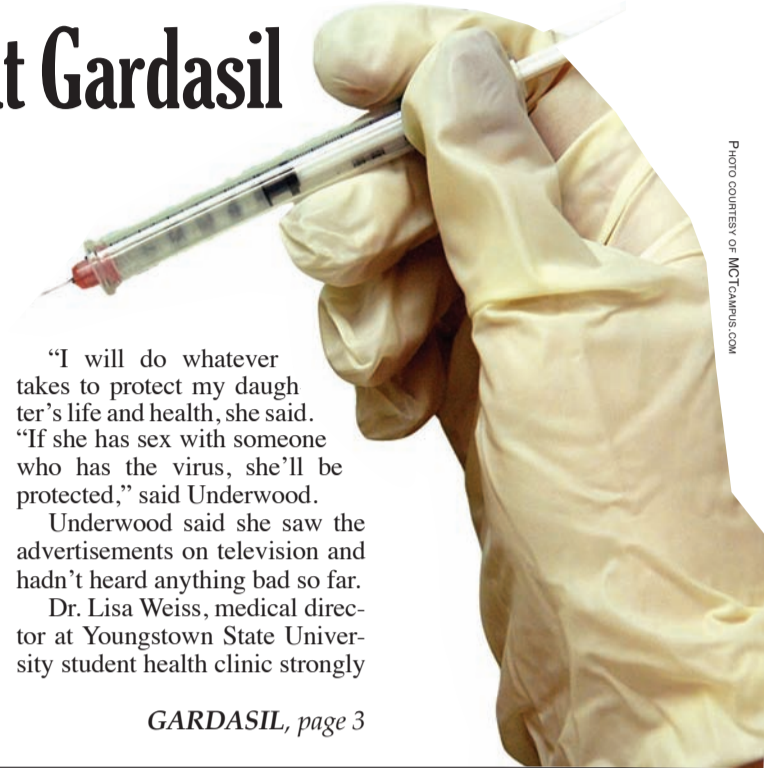 Gardasil
PHOTO COURTESY OF MCTCAMPUS.COM
“I will do whatever
takes to protect my daugh
ter’s life and health, she said.
“If she has sex with someone
who has the virus, she’ll be
protected,” said Underwood.
Underwood said she saw the
advertisements on television and
hadn’t heard anything bad so far.
Dr. Lisa Weiss, medical direc-
tor at Youngstown State Univer-
sity student health clinic strongly
GARDASIL, page 3